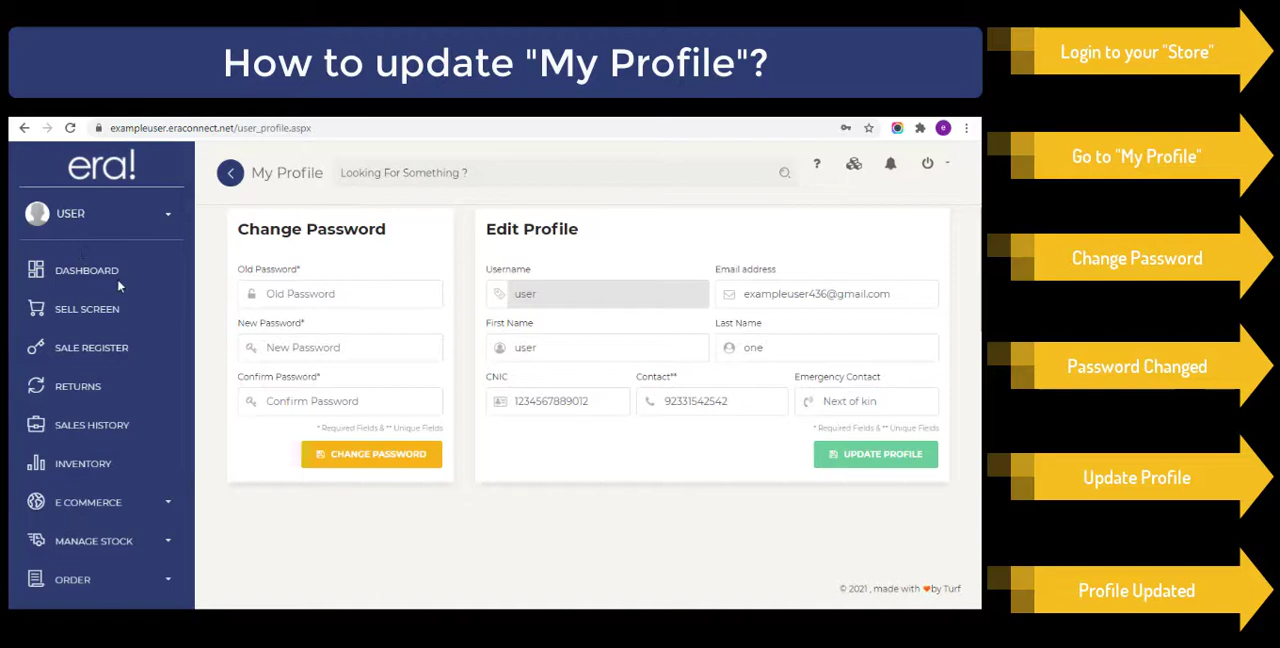 How to update "My Profile"?
exampleuser.eraconnect.net/user_profile.aspx
e
era!
USER
DASHBOARD
SELL SCREEN
SALE REGISTER
RETURNS
SALES HISTORY
INVENTORY
E COMMERCE
MANAGE STOCK
ORDER
My Profile
Looking For Something ?
?
Change Password
Old Password*
Old Password
New Password*
New Password
Confirm Password*
Confirm Password
* Required Fields & ** Unique Fields
CHANGE PASSWORD
Edit Profile
Username
user
Email address
exampleuser436@gmail.com
First Name
user
Last Name
one
CNIC
1234567889012
Contact**
92331542542
Emergency Contact
Next of kin
* Required Fields & ** Unique Fields
UPDATE PROFILE
© 2021 , made with ❤by Turf
Login to your "Store"
Go to "My Profile"
Change Password
Password Changed
Update Profile
Profile Updated